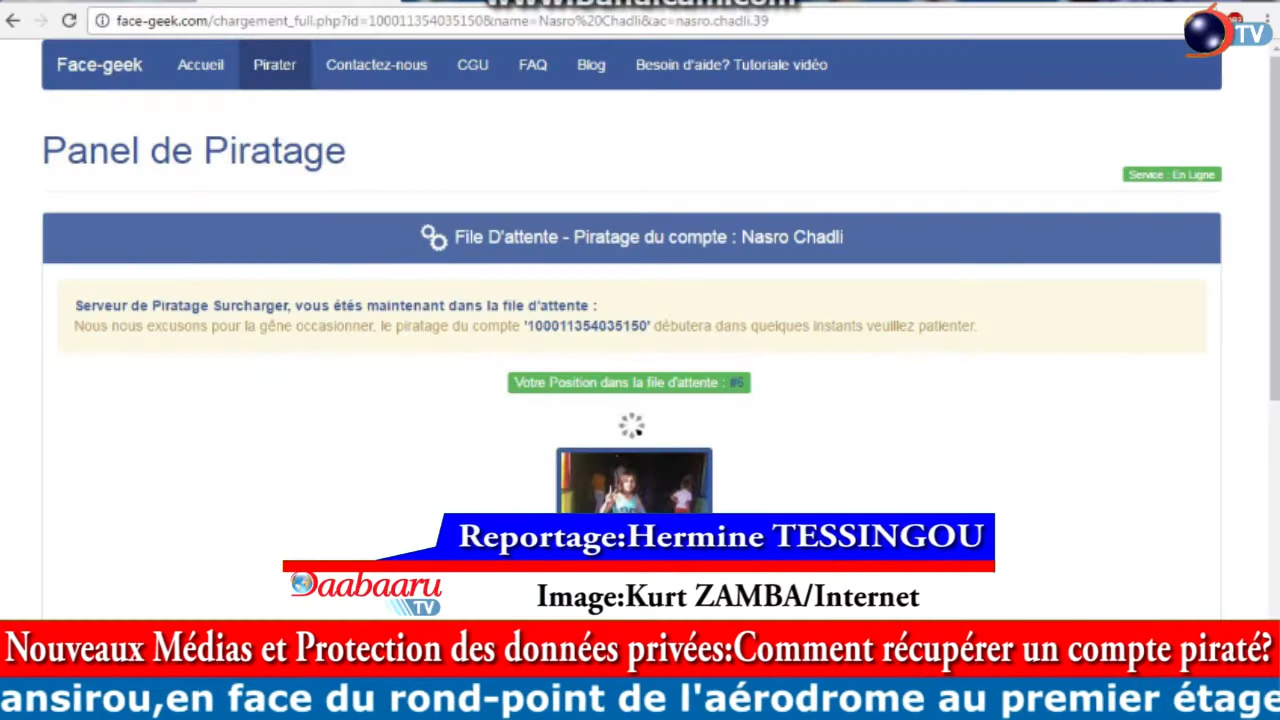 www.Bandicam.com
face-geek.com/chargement_full.php?id=100011354035150&name=Nasro%20Chadli&ac=nasro.chadli.39
TV
Face-geek Accueil Pirater Contactez-nous CGU FAQ Blog Besoin d'aide? Tutoriale vidéo
Panel de Piratage
Service : En Ligne
File D'attente - Piratage du compte : Nasro Chadli
Serveur de Piratage Surcharger, vous étés maintenant dans la file d'attente :
Nous nous excusons pour la gêne occasionner, le piratage du compte '100011354035150' débutera dans quelques instants veuillez patienter.
Votre Position dans la file d'attente : #6
Reportage:Hermine TESSINGOU
Daabaaru
TV
Image:Kurt ZAMBA/Internet
Nouveaux Médias et Protection des données privées:Comment récupérer un compte piraté?
ansirou,en face du rond-point de l'aérodrome au premier étage